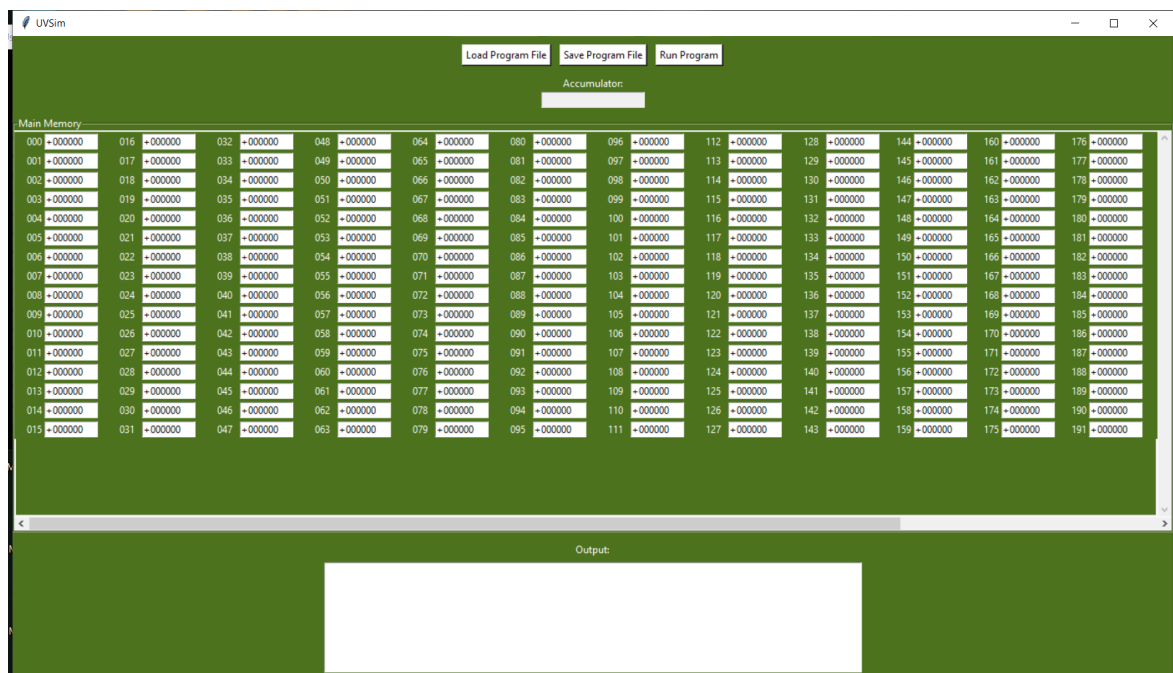 UVSim
Load Program File Save Program File Run Program
Accumulator:
Main Memory
000 +000000 016 +000000 032 +000000 048 +000000 064 +000000 080 +000000 096 +000000 112 +000000 128 +000000 144 +000000 160 +000000 176 +000000
001 +000000 017 +000000 033 +000000 049 +000000 065 +000000 081 +000000 097 +000000 113 +000000 129 +000000 145 +000000 161 +000000 177 +000000
002 +000000 018 +000000 034 +000000 050 +000000 066 +000000 082 +000000 098 +000000 114 +000000 130 +000000 146 +000000 162 +000000 178 +000000
003 +000000 019 +000000 035 +000000 051 +000000 067 +000000 083 +000000 099 +000000 115 +000000 131 +000000 147 +000000 163 +000000 179 +000000
004 +000000 020 +000000 036 +000000 052 +000000 068 +000000 084 +000000 100 +000000 116 +000000 132 +000000 148 +000000 164 +000000 180 +000000
005 +000000 021 +000000 037 +000000 053 +000000 069 +000000 085 +000000 101 +000000 117 +000000 133 +000000 149 +000000 165 +000000 181 +000000
006 +000000 022 +000000 038 +000000 054 +000000 070 +000000 086 +000000 102 +000000 118 +000000 134 +000000 150 +000000 166 +000000 182 +000000
007 +000000 023 +000000 039 +000000 055 +000000 071 +000000 087 +000000 103 +000000 119 +000000 135 +000000 151 +000000 167 +000000 183 +000000
008 +000000 024 +000000 040 +000000 056 +000000 072 +000000 088 +000000 104 +000000 120 +000000 136 +000000 152 +000000 168 +000000 184 +000000
009 +000000 025 +000000 041 +000000 057 +000000 073 +000000 089 +000000 105 +000000 121 +000000 137 +000000 153 +000000 169 +000000 185 +000000
010 +000000 026 +000000 042 +000000 058 +000000 074 +000000 090 +000000 106 +000000 122 +000000 138 +000000 154 +000000 170 +000000 186 +000000
011 +000000 027 +000000 043 +000000 059 +000000 075 +000000 091 +000000 107 +000000 123 +000000 139 +000000 155 +000000 171 +000000 187 +000000
012 +000000 028 +000000 044 +000000 060 +000000 076 +000000 092 +000000 108 +000000 124 +000000 140 +000000 156 +000000 172 +000000 188 +000000
013 +000000 029 +000000 045 +000000 061 +000000 077 +000000 093 +000000 109 +000000 125 +000000 141 +000000 157 +000000 173 +000000 189 +000000
014 +000000 030 +000000 046 +000000 062 +000000 078 +000000 094 +000000 110 +000000 126 +000000 142 +000000 158 +000000 174 +000000 190 +000000
015 +000000 031 +000000 047 +000000 063 +000000 079 +000000 095 +000000 111 +000000 127 +000000 143 +000000 159 +000000 175 +000000 191 +000000
Output: